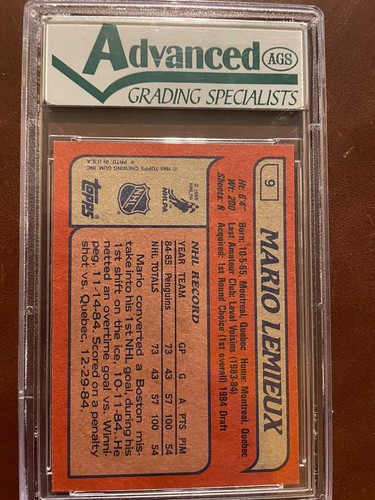 Advanced AGS
GRADING SPECIALISTS
9
MARIO LEMIEUX
Ht: 6'4" Born: 10-5-65, Montreal, Quebec Home: Montreal, Quebec
Wt: 200 Last Amateur Club: Laval Voisins (1983-84)
Shoots: R Acquired: 1st Round Choice (1st overall) 1984 Draft
NHL RECORD
YEAR TEAM GP G A PTS PIM
84-85 Penguins 73 43 57 100 54
NHL TOTALS 73 43 57 100 54
Mario converted a Boston mis-
take into his 1st NHL goal, during his
1st shift on the ice, 10-11-84. He
netted an overtime goal vs. Winni-
peg, 11-14-84. Scored on a penalty
shot vs. Quebec, 12-29-84.
© 1985 NHLPA
NHLPA
NHL
© 1985 TOPPS CHEWING GUM, INC.
PRTD. IN U.S.A.
TOPPS